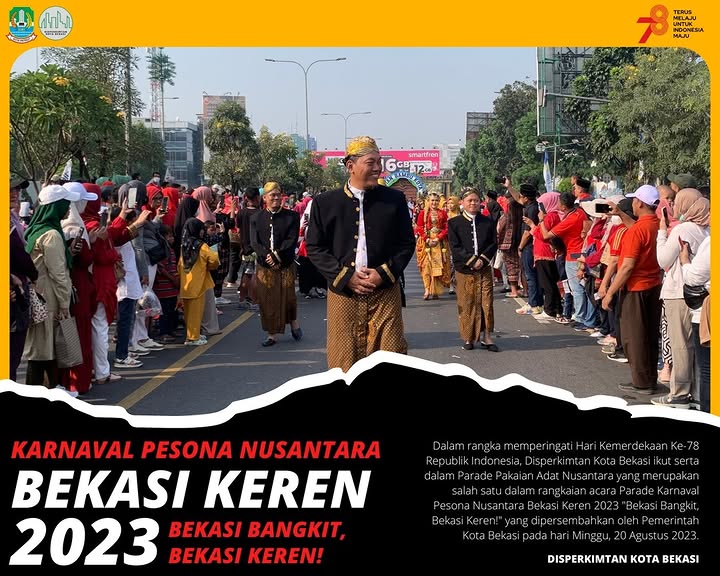 78
TERUS
MELAJU
UNTUK
INDONESIA
MAJU
smartfren
KARNAVAL PESONA NUSANTARA
BEKASI KEREN
2023
BEKASI BANGKIT,
BEKASI KEREN!
Dalam rangka memperingati Hari Kemerdekaan Ke-78
Republik Indonesia, Disperkimtan Kota Bekasi ikut serta
dalam Parade Pakaian Adat Nusantara yang merupakan
salah satu dalam rangkaian acara Parade Karnaval
Pesona Nusantara Bekasi Keren 2023 "Bekasi Bangkit,
Bekasi Keren!" yang dipersembahkan oleh Pemerintah
Kota Bekasi pada hari Minggu, 20 Agustus 2023.
DISPERKIMTAN KOTA BEKASI